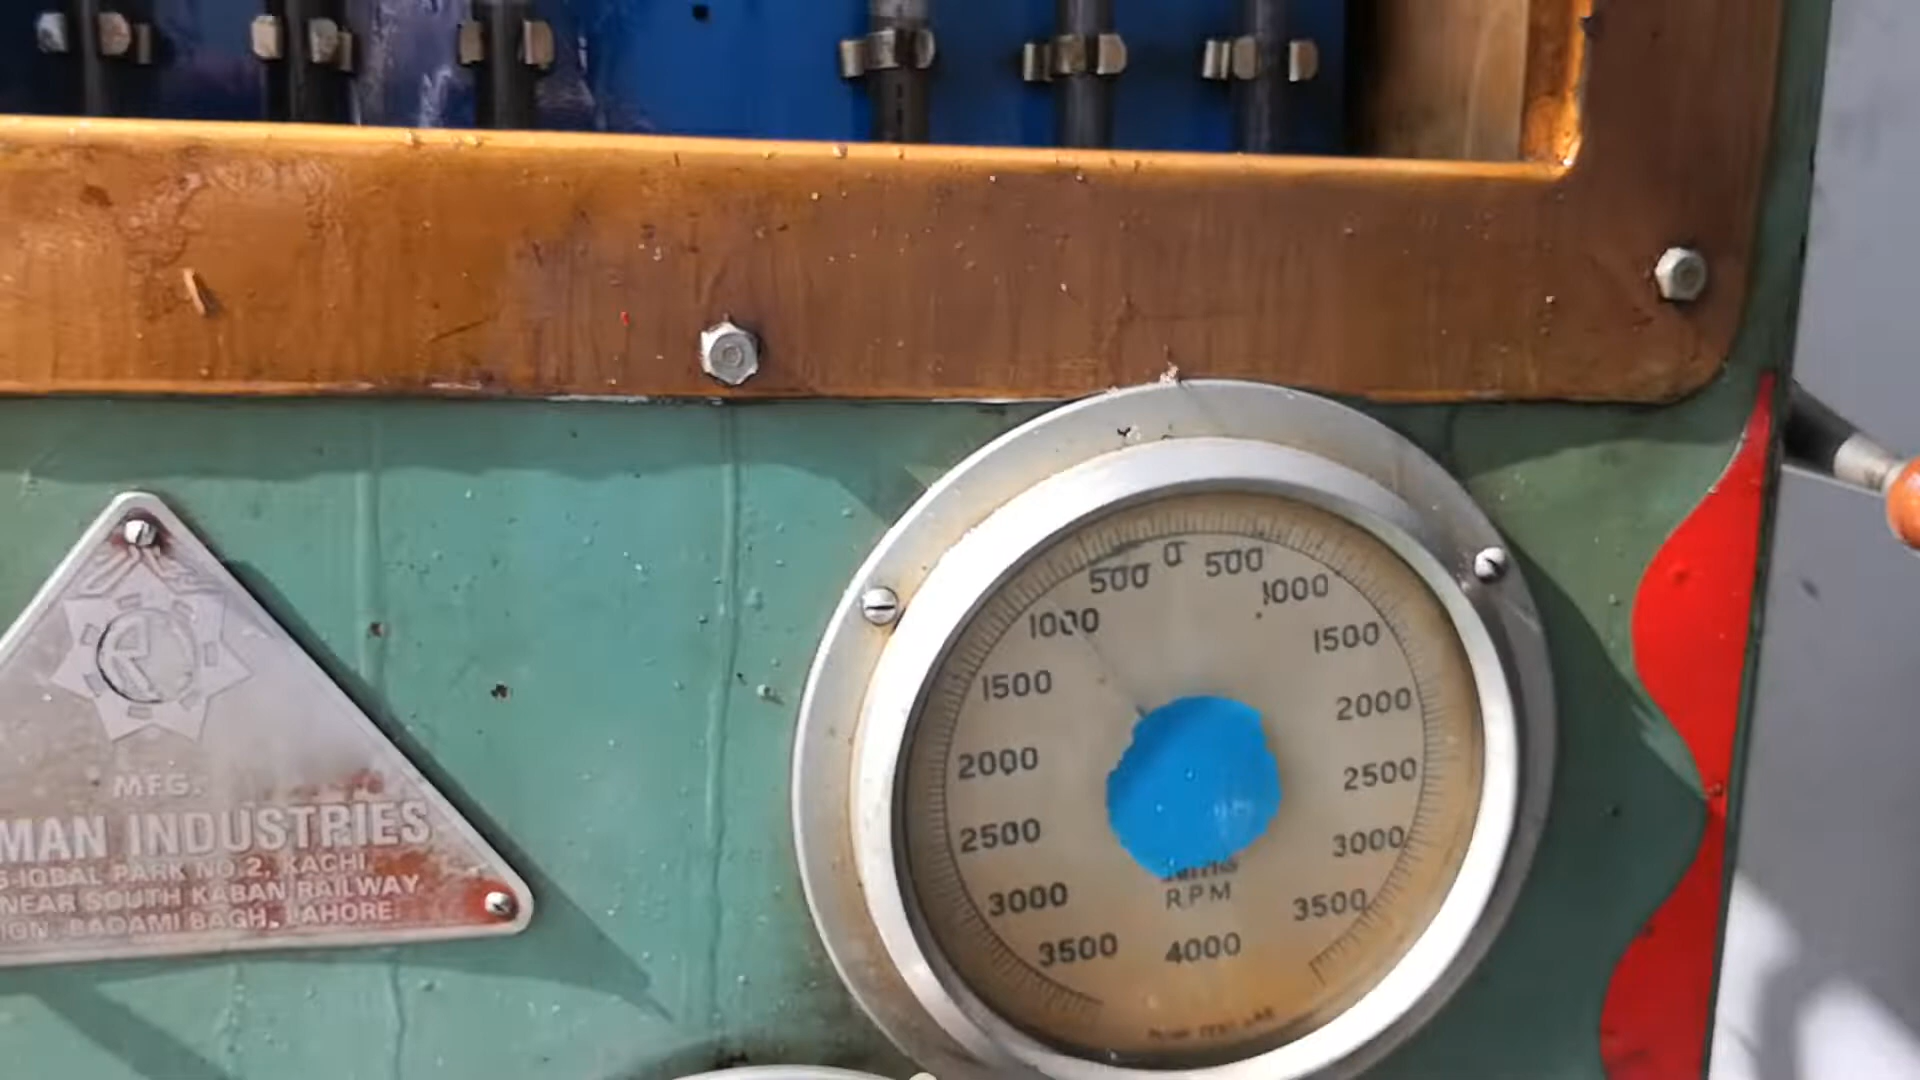 R
MFG.
MAN INDUSTRIES
S-IQBAL PARK NO.2, KACHI,
NEAR SOUTH KABAN RAILWAY
ION, BADAMI BAGH, LAHORE.
500 0 500
1000 1000
1500 1500
2000 2000
2500 2500
3000 3000
3500 3500
4000
RPM